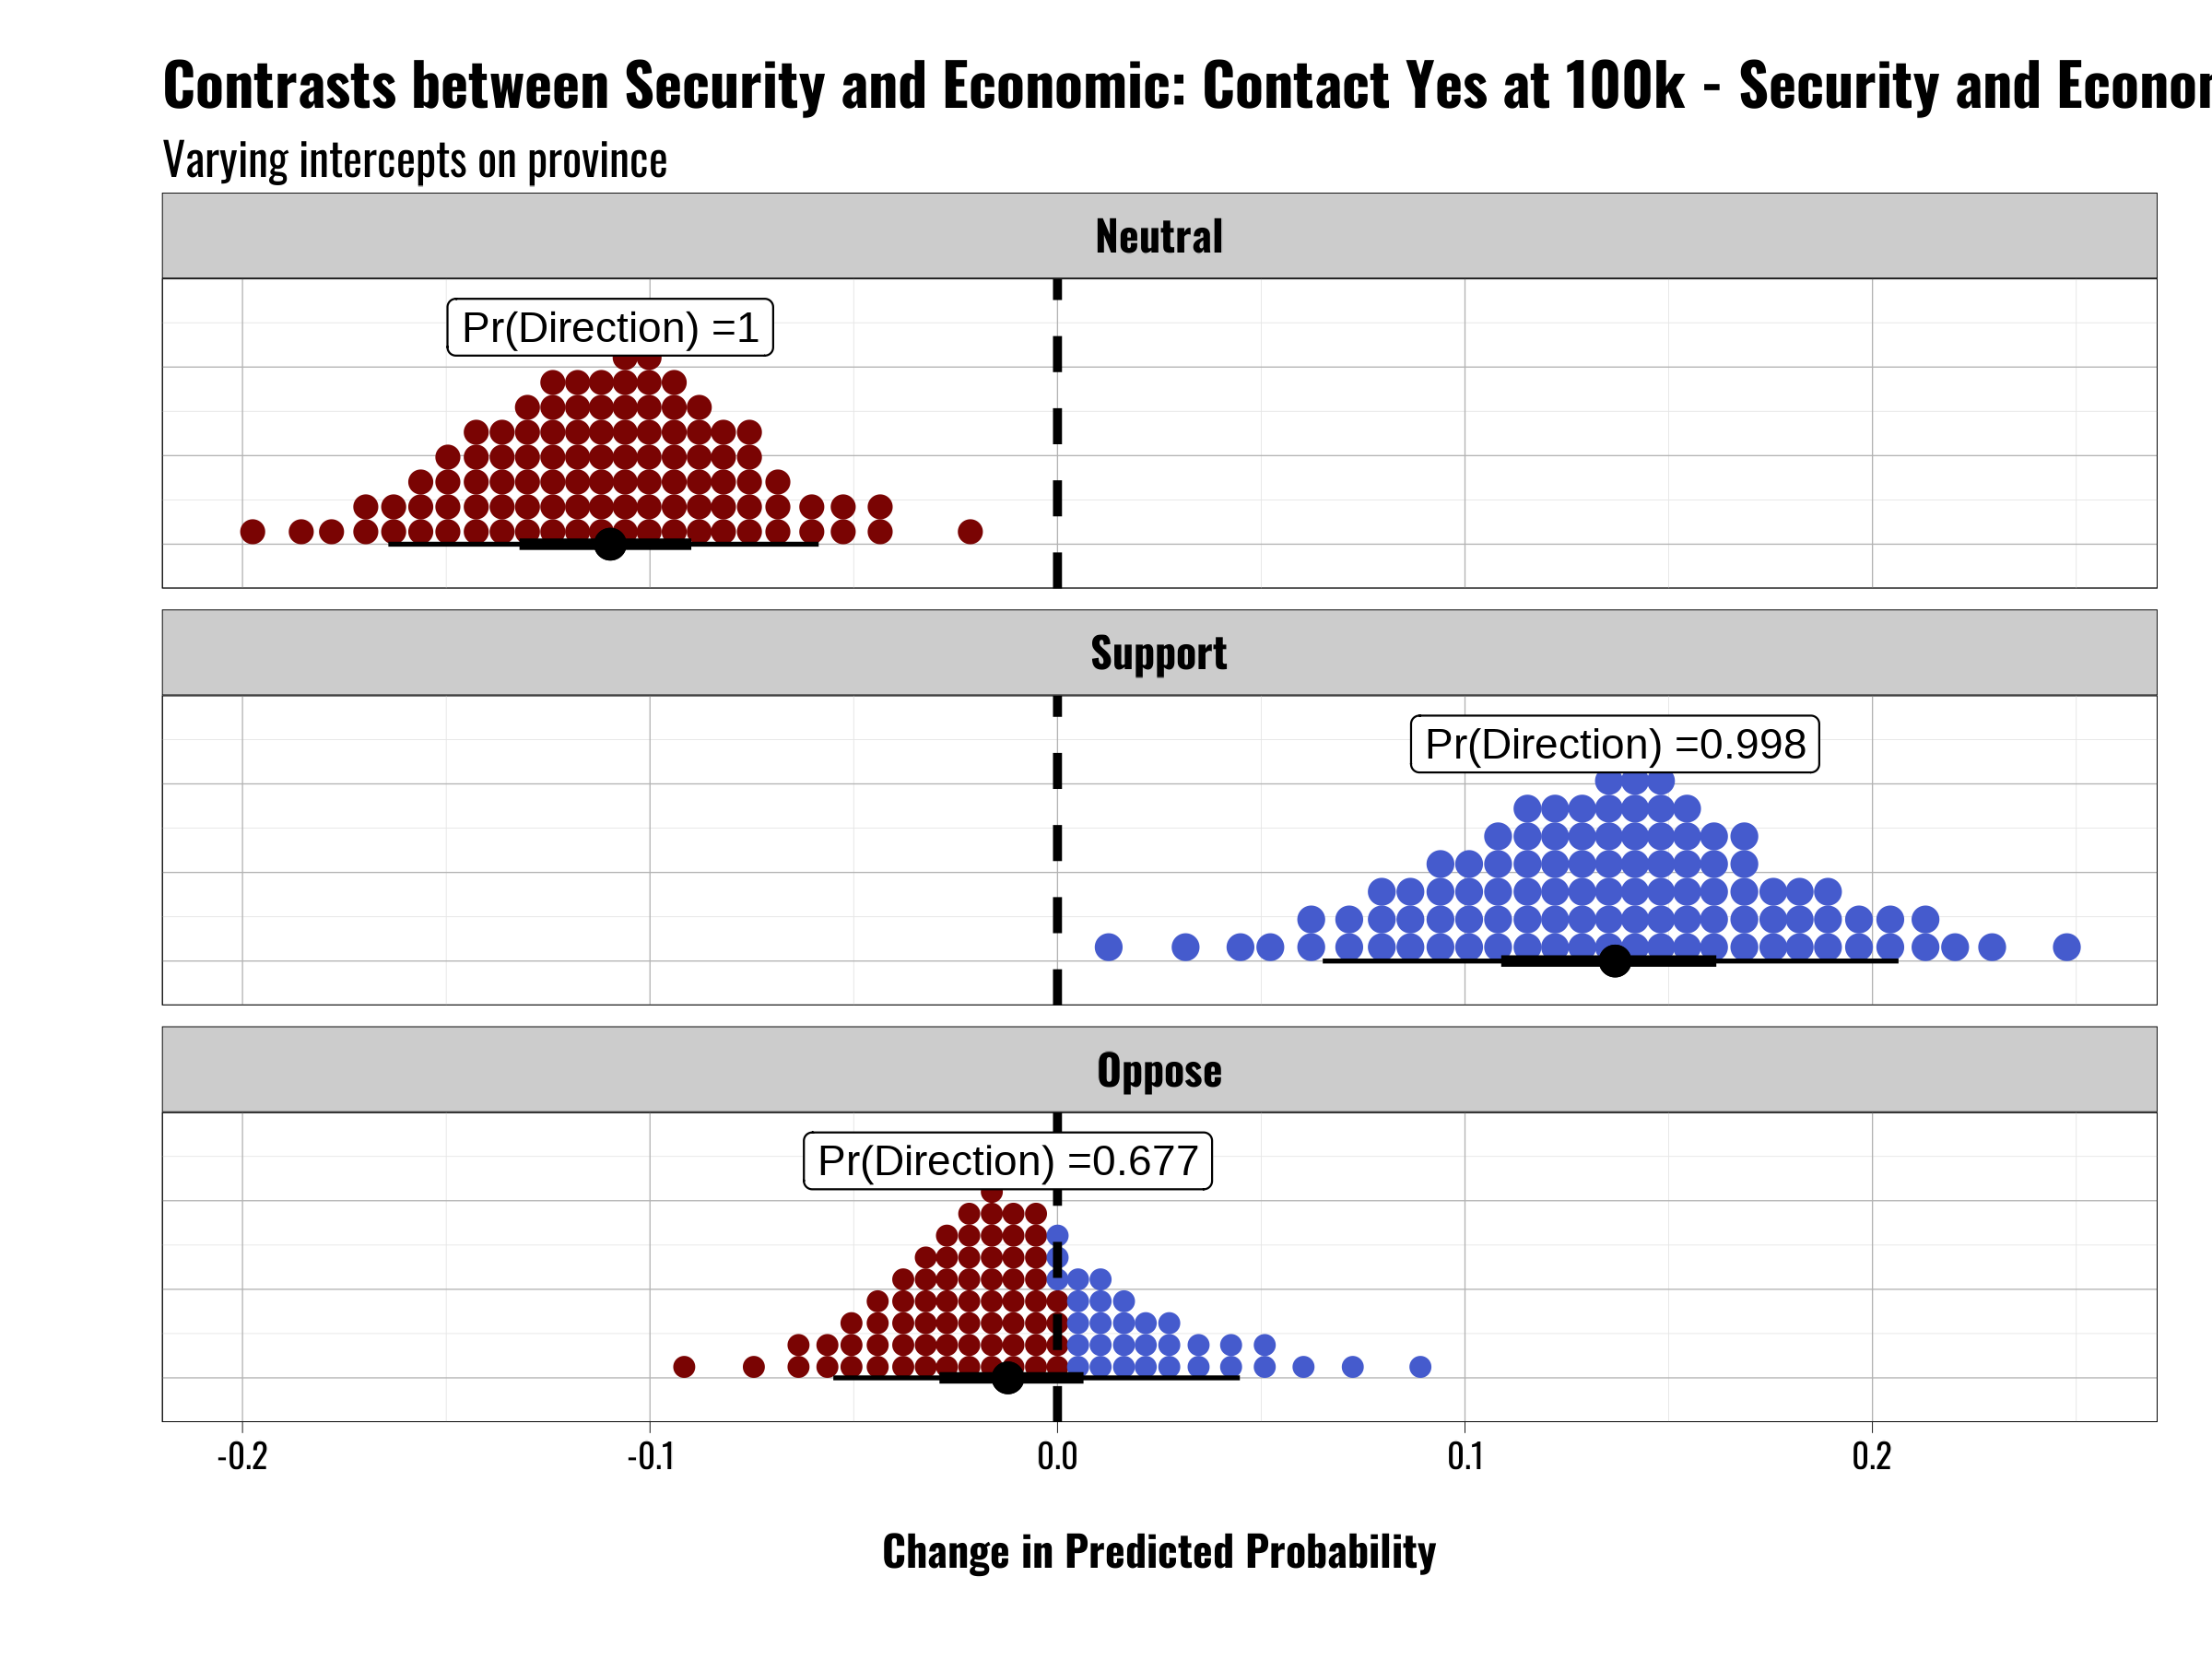 Contrasts between Security and Economic: Contact Yes at 100k - Security and
Varying intercepts on province
Neutral
Pr(Direction) =1
Support
Pr(Direction) =0.998
Oppose
Pr(Direction) =0.677
-0.2 -0.1 0.0 0.1 0.2
Change in Predicted Probability